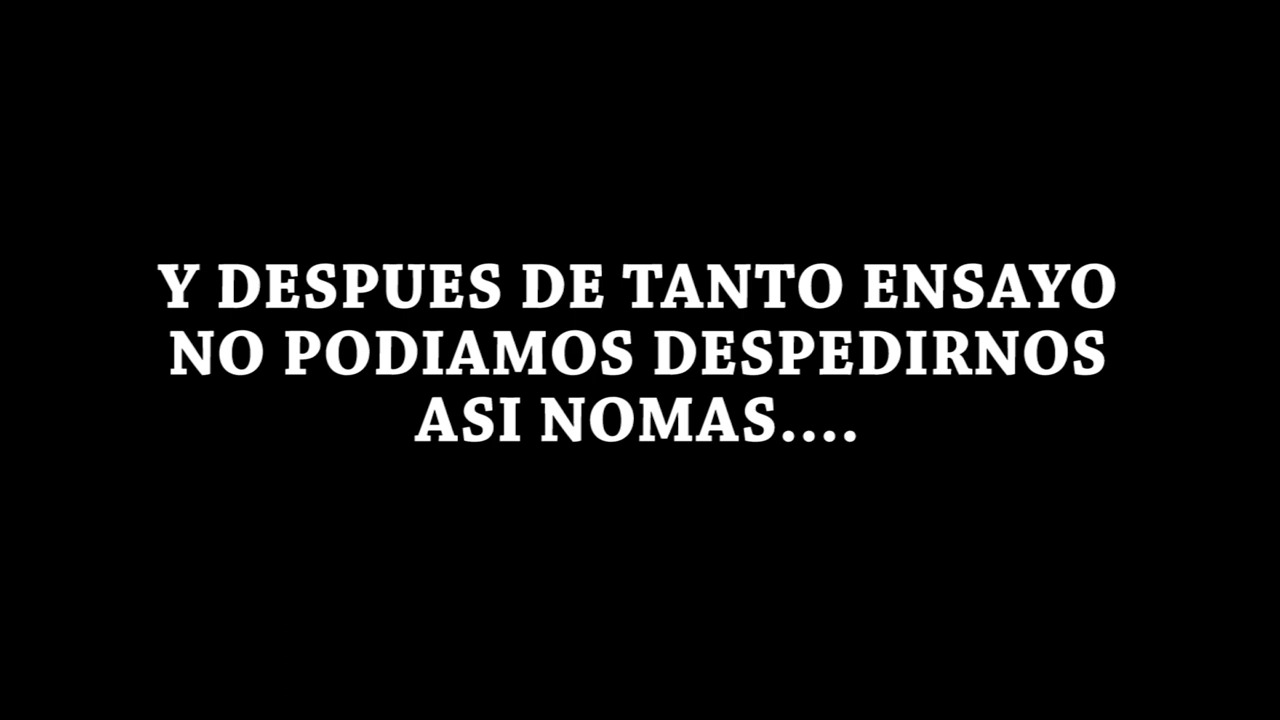 Y DESPUES DE TANTO ENSAYO
NO PODIAMOS DESPEDIRNOS
ASI NOMAS....